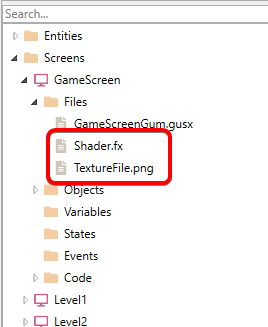 Search...
Entities
Screens
GameScreen
Files
GameScreenGum.gusx
Shader.fx
TextureFile.png
Objects
Variables
States
Events
Code
Level1
Level2